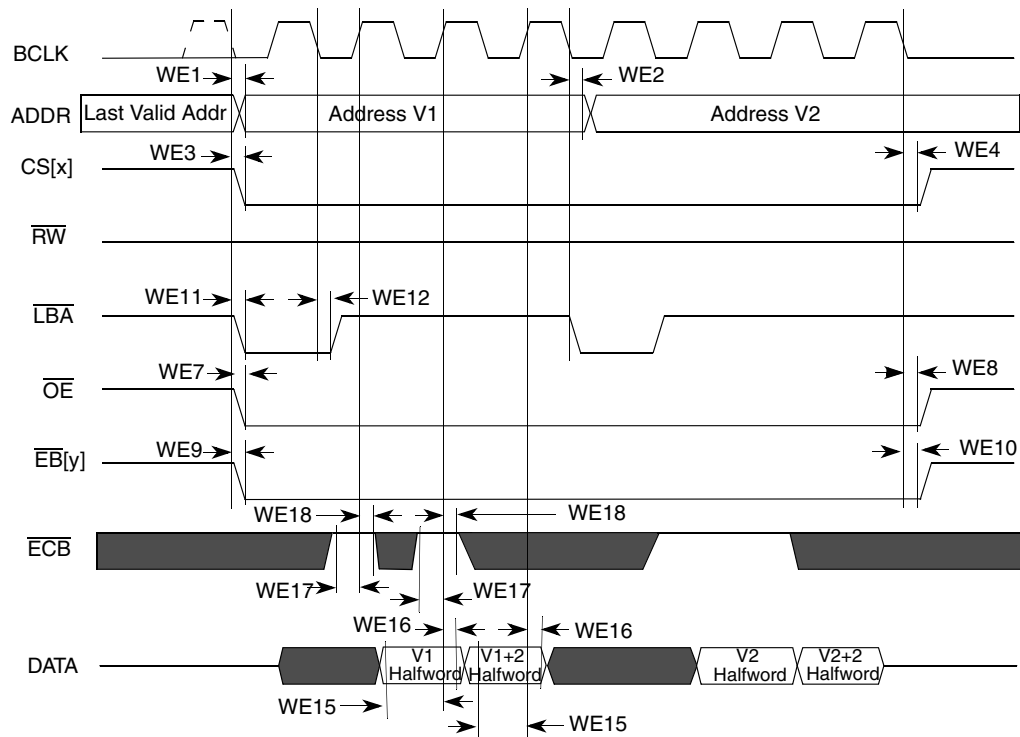 BCLK
WE1
WE2
ADDR
Last Valid Addr
Address V1
Address V2
WE3
WE4
CS[x]
RW
WE11
WE12
LBA
WE7
WE8
OE
WE9
WE10
EB[y]
WE18
WE18
ECB
WE17
WE17
WE16
WE16
DATA
V1
Halfword
V1+2
Halfword
V2
Halfword
V2+2
Halfword
WE15
WE15